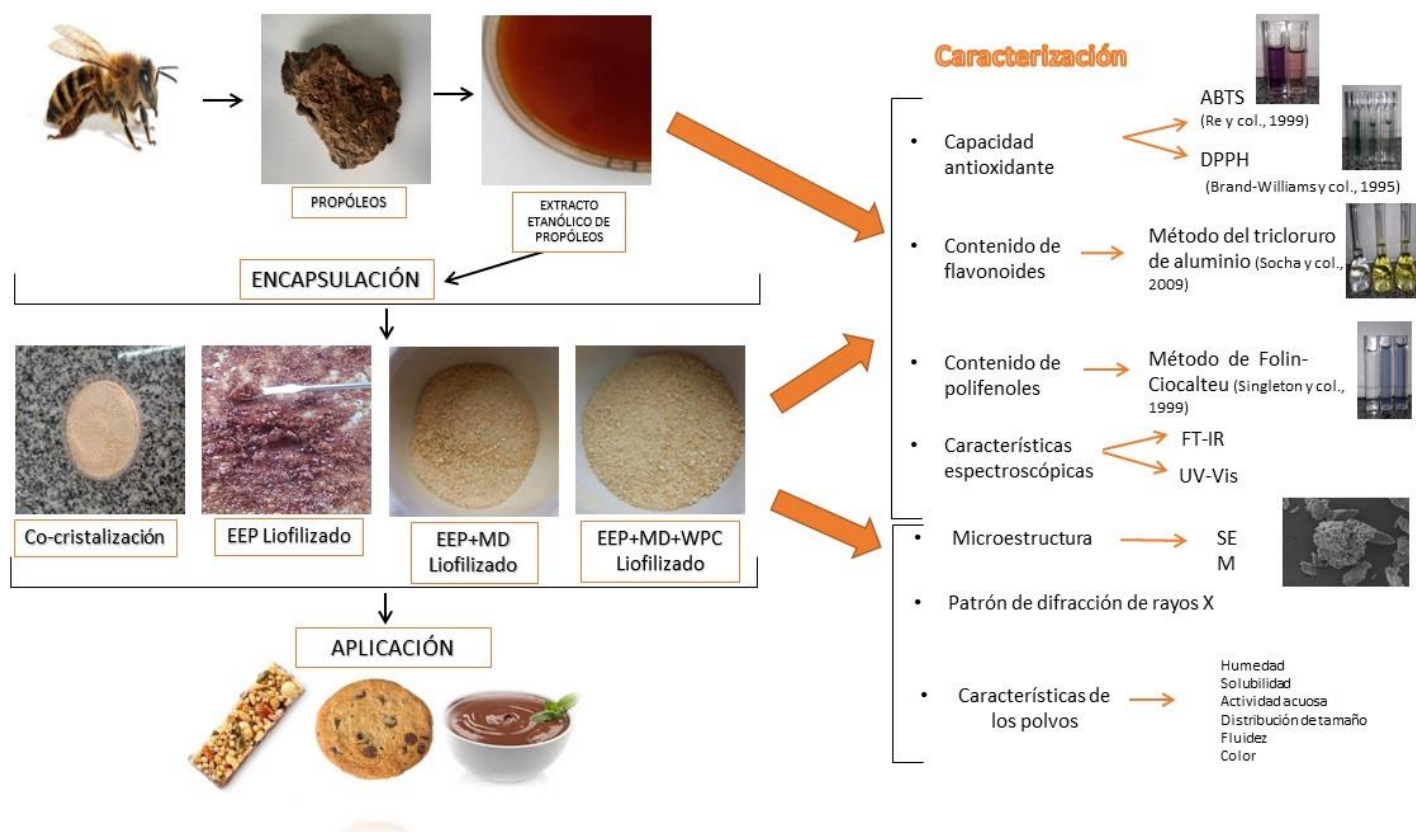 PROPÓLEOS
EXTRACTO
ETANÓLICO DE
PROPÓLEOS
ENCAPSULACIÓN
Co-cristalización
EEP Liofilizado
EEP+MD
Liofilizado
EEP+MD+WPC
Liofilizado
APLICACIÓN
Caracterización
• Capacidad
antioxidante
ABTS
(Re y col., 1999)
DPPH
(Brand-Williams y col., 1995)
• Contenido de
flavonoides
Método del tricloruro
de aluminio (Socha y col.,
2009)
• Contenido de
polifenoles
Método de Folin-
Ciocalteu (Singleton y col.,
1999)
• Características
espectroscópicas
FT-IR
UV-Vis
• Microestructura
SE
M
• Patrón de difracción de rayos X
• Características de
los polvos
Humedad
Solubilidad
Actividad acuosa
Distribución de tamaño
Fluidez
Color